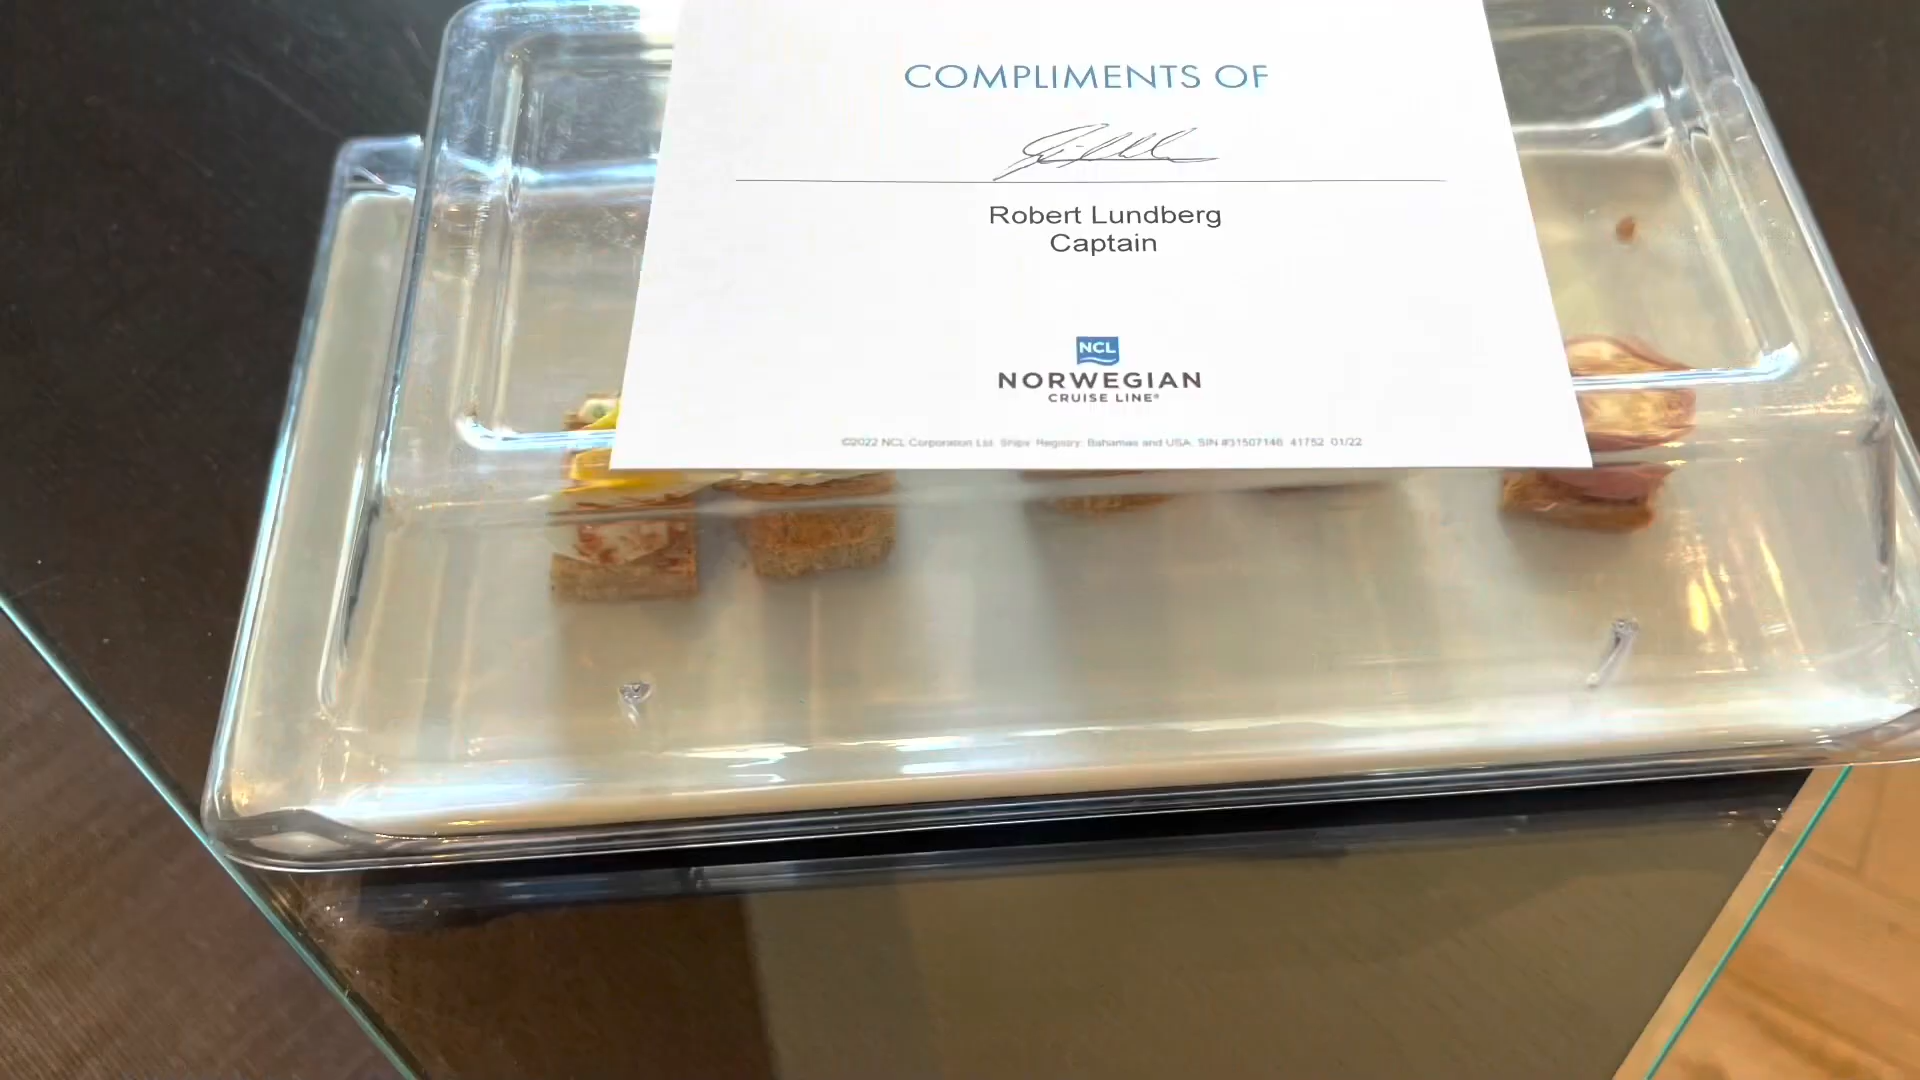 COMPLIMENTS OF
Robert Lundberg
Captain
NCL
NORWEGIAN
CRUISE LINE®
©2022 NCL Corporation Ltd. Ships' Registry: Bahamas and USA. SIN #31507146 41752 01/22